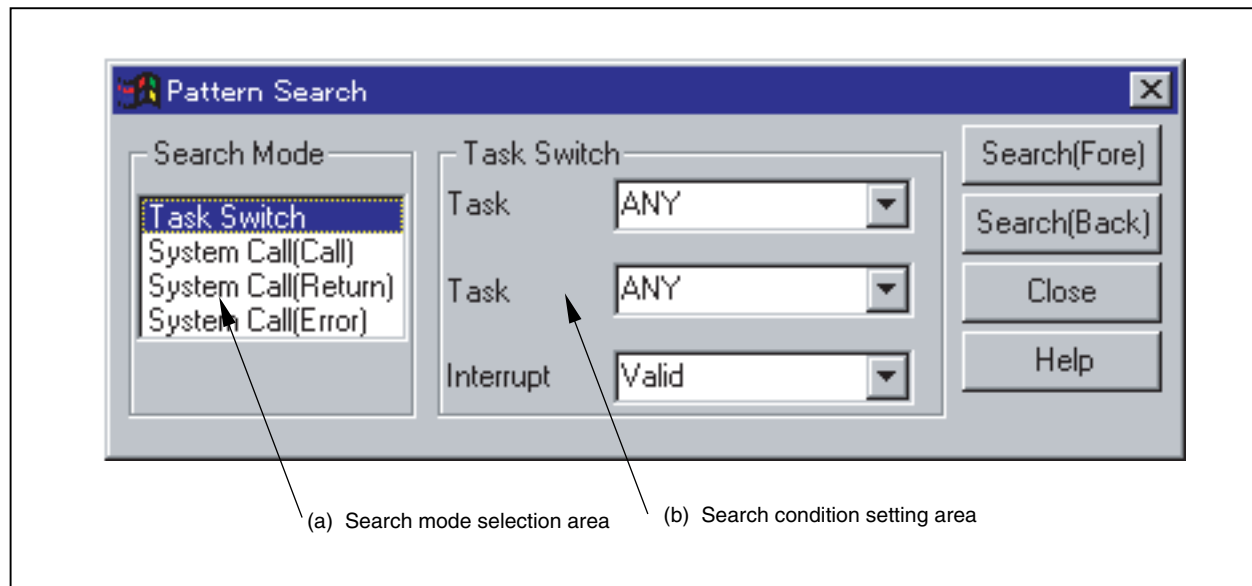 Pattern Search
Search Mode
Task Switch
System Call(Call)
System Call(Return)
System Call(Error)
Task Switch
Task ANY
Task ANY
Interrupt Valid
Search(Fore)
Search(Back)
Close
Help
(a) Search mode selection area
(b) Search condition setting area